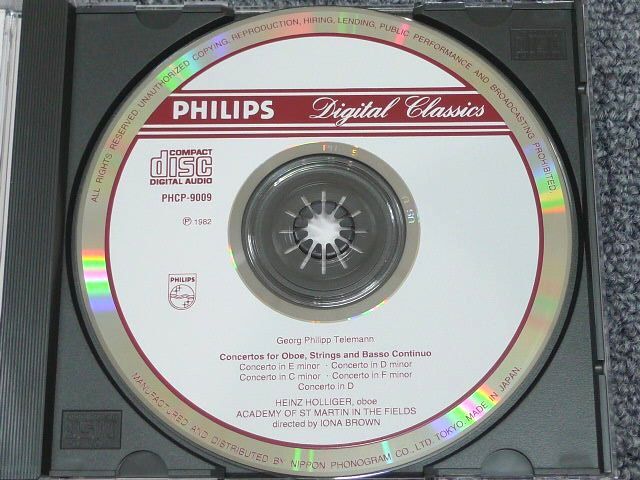 ALL RIGHTS RESERVED. UNAUTHORIZED COPYING, REPRODUCTION, HIRING, LENDING, PUBLIC PERFORMANCE AND BROADCASTING PROHIBITED.
PHILIPS Digital Classics
COMPACT
disc
DIGITAL AUDIO
PHCP-9009
℗ 1982
PHILIPS
Georg Philipp Telemann
Concertos for Oboe, Strings and Basso Continuo
Concerto in E minor · Concerto in D minor
Concerto in C minor · Concerto in F minor
Concerto in D
HEINZ HOLLIGER, oboe
ACADEMY OF ST MARTIN IN THE FIELDS
directed by IONA BROWN
MANUFACTURED AND DISTRIBUTED BY NIPPON PHONOGRAM CO., LTD. TOKYO. MADE IN JAPAN.